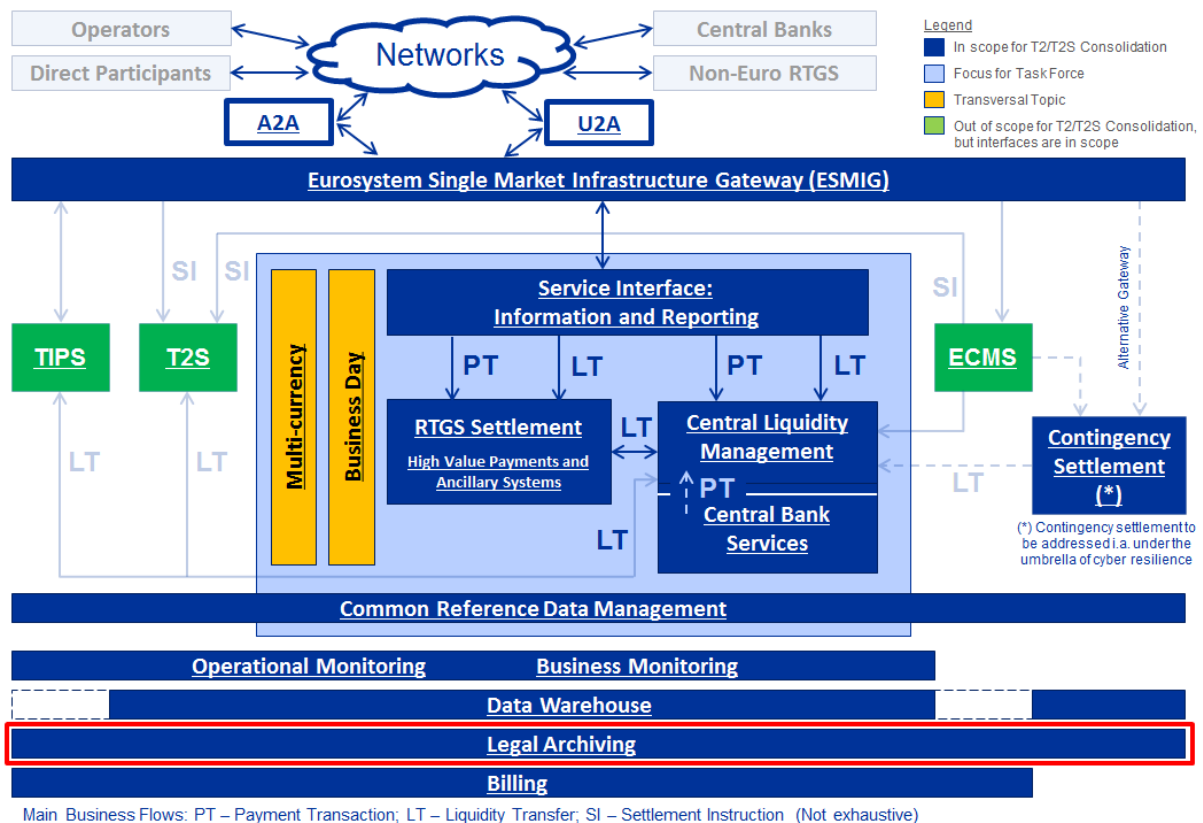 Operators
Direct Participants
Networks
Central Banks
Non-Euro RTGS
Legend
In scope for T2/T2S Consolidation
Focus for Task Force
Transversal Topic
Out of scope for T2/T2S Consolidation,
but interfaces are in scope
A2A
U2A
Eurosystem Single Market Infrastructure Gateway (ESMIG)
SI
SI
SI
Alternative Gateway
Multi-currency
Business Day
Service Interface:
Information and Reporting
TIPS
T2S
ECMS
PT
LT
PT
LT
RTGS Settlement
High Value Payments and
Ancillary Systems
LT
Central Liquidity
Management
PT
Central Bank
Services
LT
LT
LT
LT
Contingency
Settlement
(*)
(*) Contingency settlement to
be addressed i.a. under the
umbrella of cyber resilience
Common Reference Data Management
Operational Monitoring
Business Monitoring
Data Warehouse
Legal Archiving
Billing
Main Business Flows: PT – Payment Transaction; LT – Liquidity Transfer; SI – Settlement Instruction (Not exhaustive)